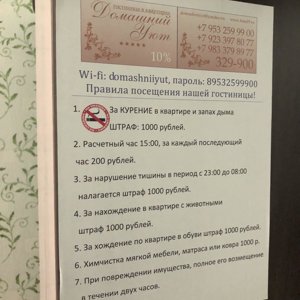 гостиница в квартирах
Домашний
Уют
10%
+7 953 259 99 00
+7 923 397 80 77
+7 983 379 89 77
329-900
Wi-fi: domashniiyut, пароль: 89532599900
Правила посещения нашей гостиницы!
1. За КУРЕНИЕ в квартире и запах дыма
ШТРАФ: 1000 рублей.
2. Расчетный час 15:00, за каждый последующий
час 200 рублей.
3. За нарушение тишины в период с 23:00 до 08:00
налагается штраф 1000 рублей.
4. За нахождение в квартире с животными
штраф 1000 рублей.
5. За хождение по квартире в обуви штраф 1000 рублей.
6. Химчистка мягкой мебели, матраса или ковра 1000 р.
7. При повреждении имущества, полное его возмещение
в течении двух часов.